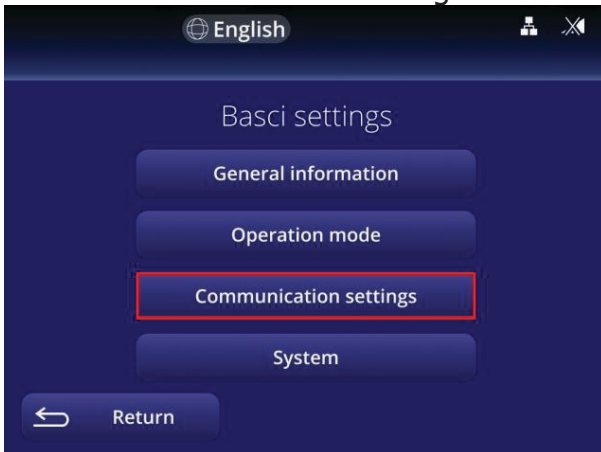 English
Basci settings
General information
Operation mode
Communication settings
System
Return